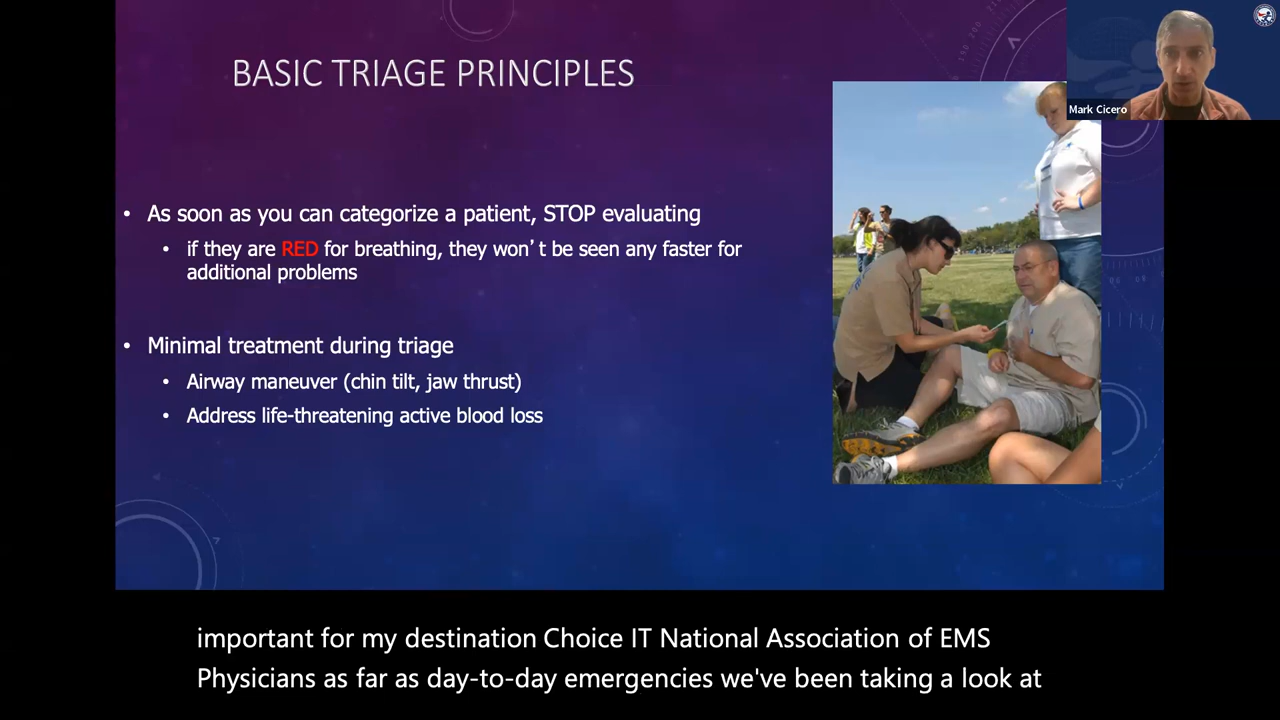 BASIC TRIAGE PRINCIPLES
Mark Cicero
• As soon as you can categorize a patient, STOP evaluating
• if they are RED for breathing, they won't be seen any faster for
additional problems
• Minimal treatment during triage
• Airway maneuver (chin tilt, jaw thrust)
• Address life-threatening active blood loss
important for my destination Choice IT National Association of EMS
Physicians as far as day-to-day emergencies we've been taking a look at